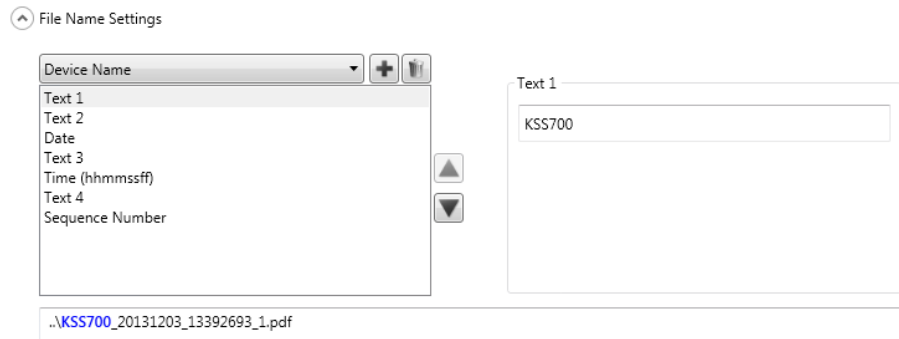 File Name Settings
Device Name
Text 1
Text 2
Date
Text 3
Time (hhmmssff)
Text 4
Sequence Number
Text 1
KSS700
..\KSS700_20131203_13392693_1.pdf